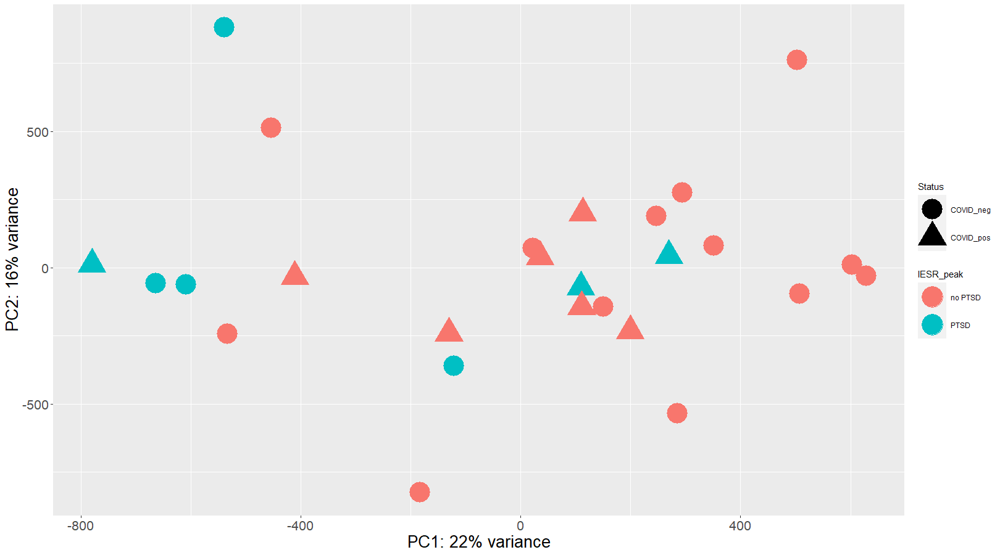 500
0
-500
PC2: 16% variance
-800
-400
0
400
PC1: 22% variance
Status
COVID_neg
COVID_pos
IESR_peak
no PTSD
PTSD